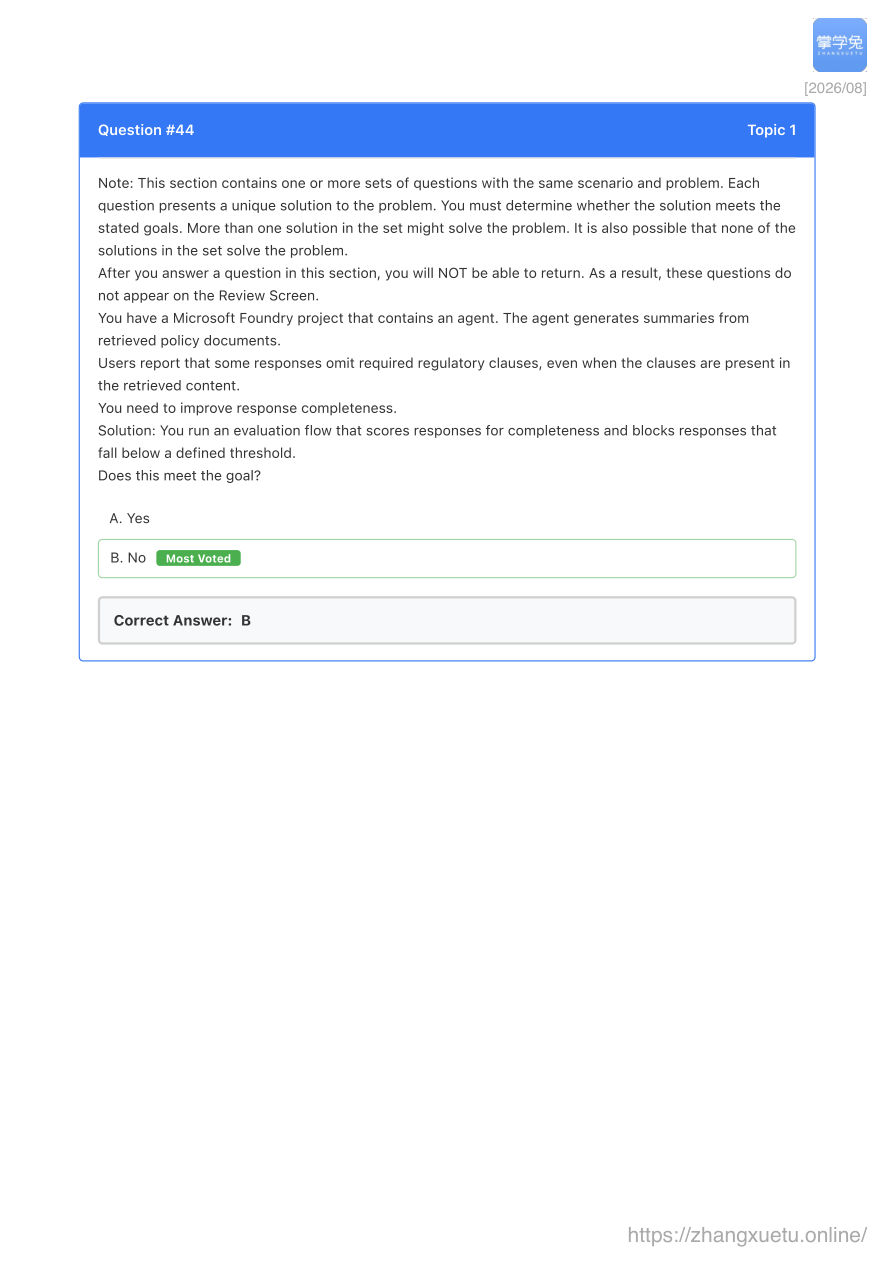 掌学兔
ZHANGXUETU
[2026/08]
Question #44 Topic 1
Note: This section contains one or more sets of questions with the same scenario and problem. Each
question presents a unique solution to the problem. You must determine whether the solution meets the
stated goals. More than one solution in the set might solve the problem. It is also possible that none of the
solutions in the set solve the problem.
After you answer a question in this section, you will NOT be able to return. As a result, these questions do
not appear on the Review Screen.
You have a Microsoft Foundry project that contains an agent. The agent generates summaries from
retrieved policy documents.
Users report that some responses omit required regulatory clauses, even when the clauses are present in
the retrieved content.
You need to improve response completeness.
Solution: You run an evaluation flow that scores responses for completeness and blocks responses that
fall below a defined threshold.
Does this meet the goal?
A. Yes
B. No Most Voted
Correct Answer: B
https://zhangxuetu.online/